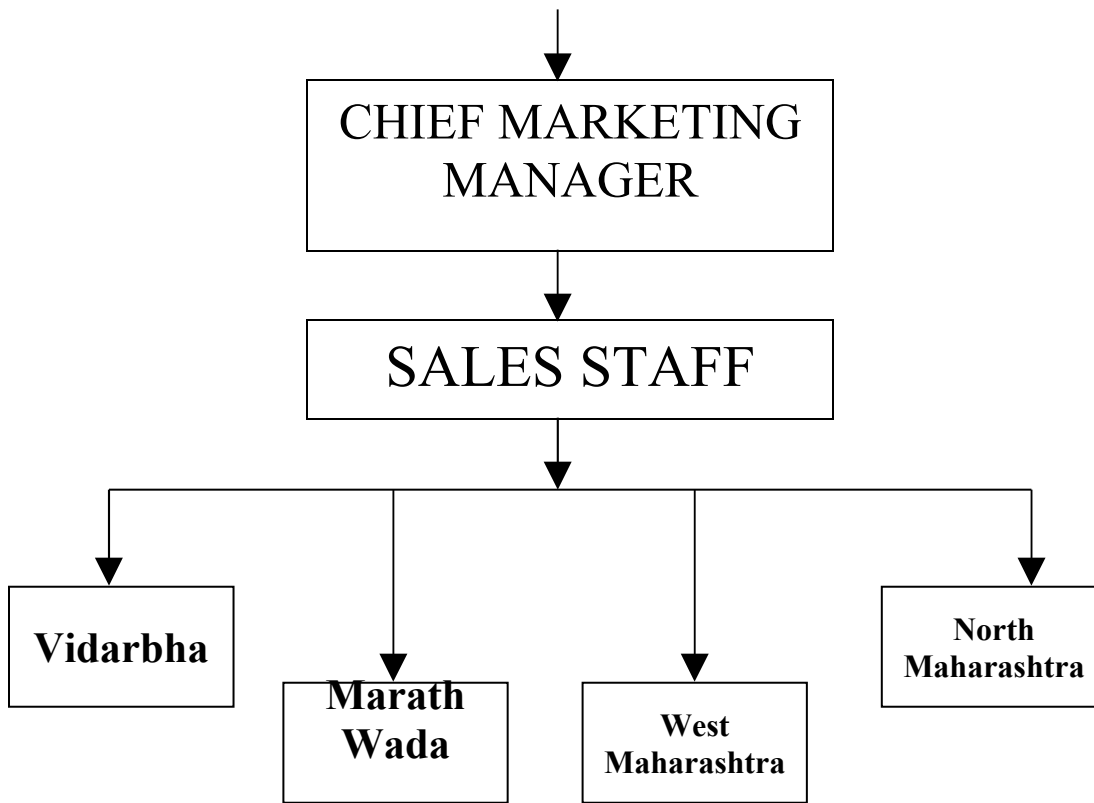 CHIEF MARKETING
MANAGER
SALES STAFF
Vidarbha
Marath
Wada
West
Maharashtra
North
Maharashtra